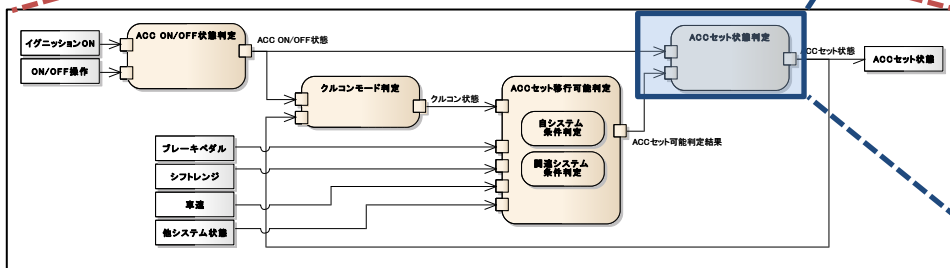 イグニッションON
ON/OFF操作
ACC ON/OFF状態判定
ACC ON/OFF状態
クルコンモード判定
クルコン状態
ACCセット移行可能判定
自システム
条件判定
関連システム
条件判定
ACCセット可能判定結果
ACCセット状態判定
ACCセット状態
ACCセット状態
ブレーキペダル
シフトレンジ
車速
他システム状態